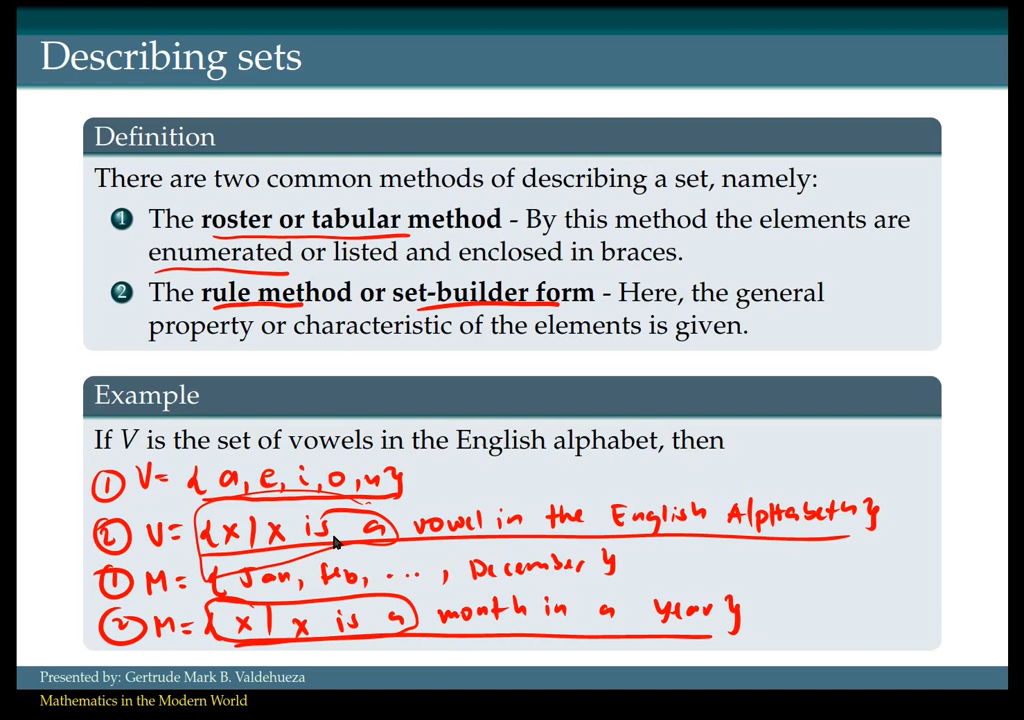 Describing sets
Definition
There are two common methods of describing a set, namely:
1 The roster or tabular method - By this method the elements are
enumerated or listed and enclosed in braces.
2 The rule method or set-builder form - Here, the general
property or characteristic of the elements is given.
Example
If V is the set of vowels in the English alphabet, then
① V= { a, e, i, o, u}
② V= {x | x is a vowel in the English Alphabeth }
① M = { Jan, Feb, ..., December }
② M= { x | x is a month in a year }
Presented by: Gertrude Mark B. Valdehueza
Mathematics in the Modern World